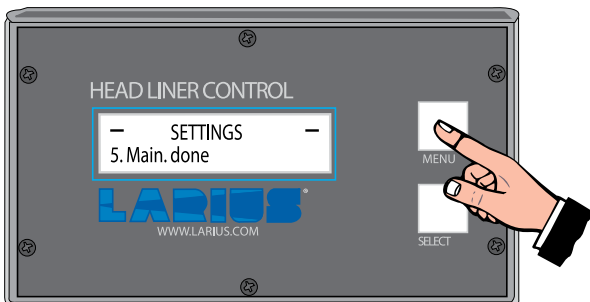 HEAD LINER CONTROL
– SETTINGS –
5. Main. done
MENU
LARIUS®
WWW.LARIUS.COM
SELECT